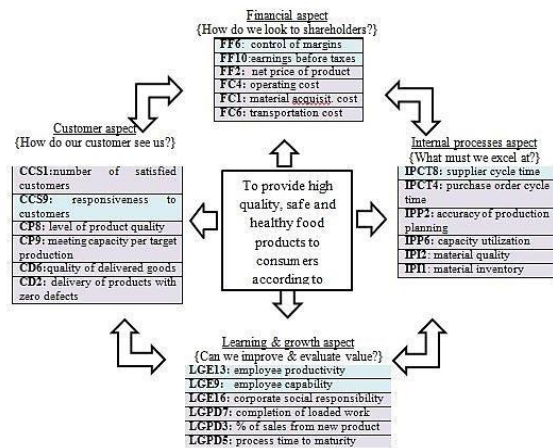 Financial aspect
{How do we look to shareholders?}
FF6: control of margins
FF10:earnings before taxes
FF2: net price of product
FC4: operating cost
FC1: material acquisit. cost
FC6: transportation cost
Customer aspect
{How do our customer see us?}
CCS1:number of satisfied
customers
CCS9: responsiveness to
customers
CP8: level of product quality
CP9: meeting capacity per target
production
CD6:quality of delivered goods
CD2: delivery of products with
zero defects
To provide high
quality, safe and
healthy food
products to
consumers
according to
Internal processes aspect
{What must we excel at?}
IPCT8: supplier cycle time
IPCT4: purchase order cycle
time
IPP2: accuracy of production
planning
IPP6: capacity utilization
IPI2: material quality
IPI1: material inventory
Learning & growth aspect
{Can we improve & evaluate value?}
LGE13: employee productivity
LGE9: employee capability
LGE16: corporate social responsibility
LGPD7: completion of loaded work
LGPD3: % of sales from new product
LGPD5: process time to maturity